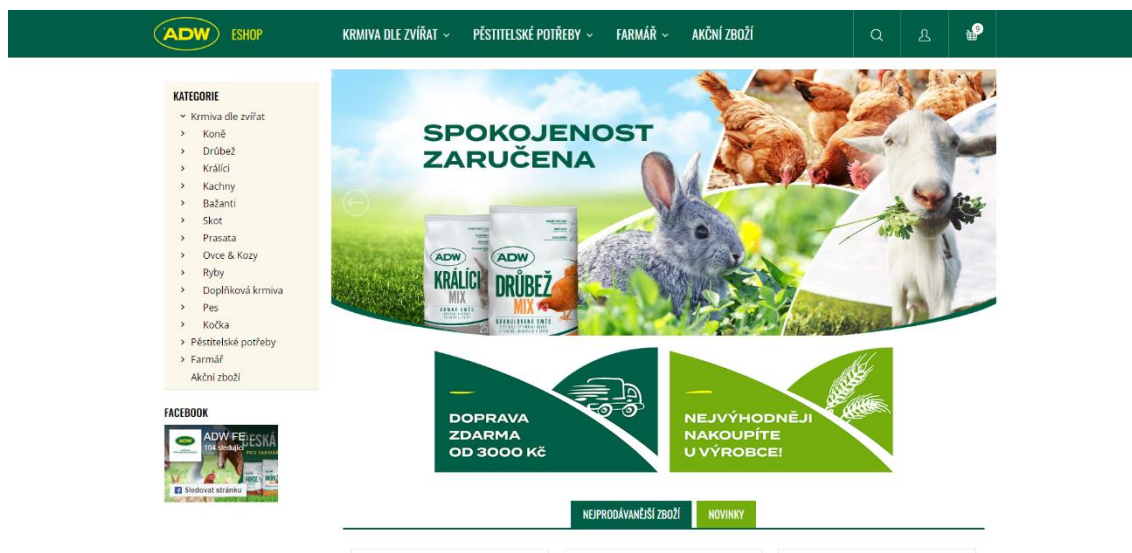 ADW ESHOP
KRMIVA DLE ZVÍŘAT
PĚSTITELSKÉ POTŘEBY
FARMÁŘ
AKČNÍ ZBOŽÍ
KATEGORIE
Krmiva dle zvířat
Koně
Drůbež
Králíci
Kachny
Bažanti
Skot
Prasata
Ovce & Kozy
Ryby
Doplňková krmiva
Pes
Kočka
Pěstitelské potřeby
Farmář
Akční zboží
FACEBOOK
ADW FE
104 sledující
Sledovat stránku
SPOKOJENOST
ZARUČENA
ADW
KRÁLÍCI
MIX
25
ADW
DRŮBEŽ
MIX
GRANULOVANÁ SMĚS
DOPRAVA
ZDARMA
OD 3000 Kč
NEJVÝHODNĚJI
NAKOUPÍTE
U VÝROBCE!
NEJPRODÁVANĚJŠÍ ZBOŽÍ
NOVINKY